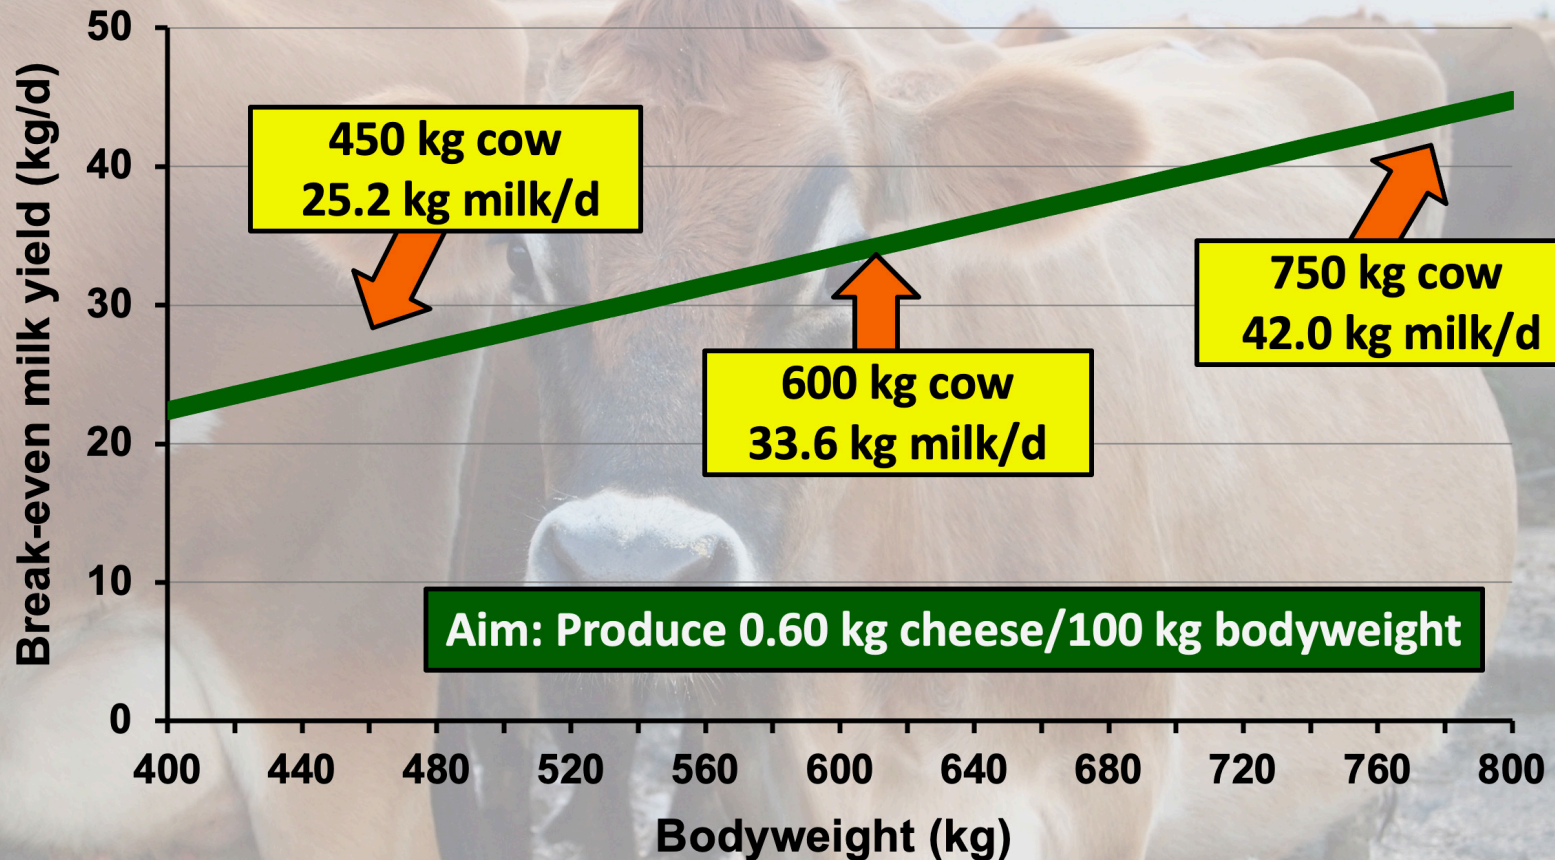 Break-even milk yield (kg/d)
50
40
30
20
10
0
450 kg cow
25.2 kg milk/d
600 kg cow
33.6 kg milk/d
750 kg cow
42.0 kg milk/d
Aim: Produce 0.60 kg cheese/100 kg bodyweight
400 440 480 520 560 600 640 680 720 760 800
Bodyweight (kg)